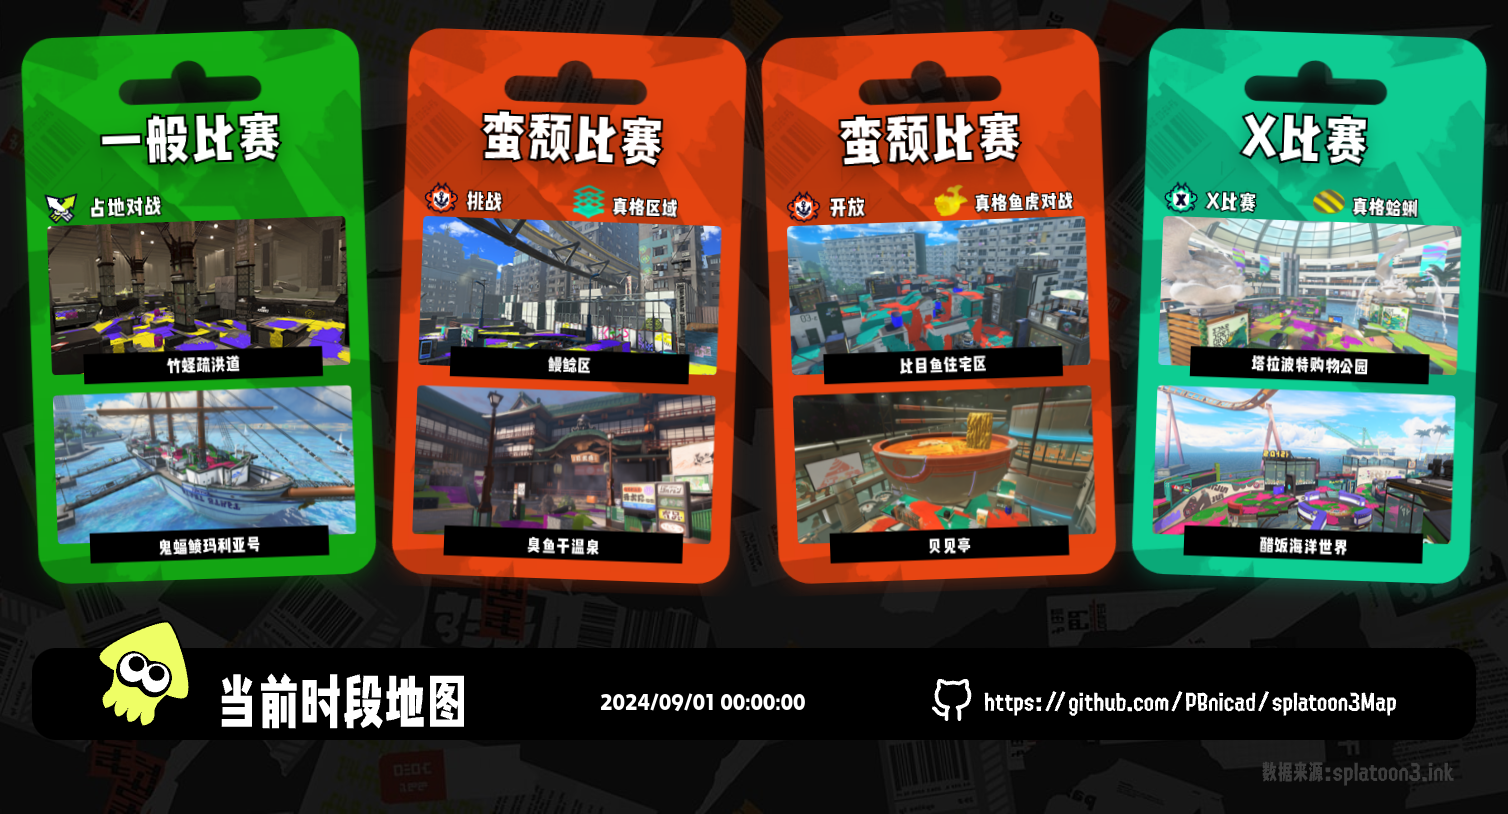 一般比赛
占地对战
竹蛏疏洪道
鬼蝠鲼玛利亚号
蛮颓比赛
挑战
真格区域
鳗鲶区
臭鱼干温泉
蛮颓比赛
开放
真格鱼虎对战
比目鱼住宅区
贝见亭
X比赛
X比赛
真格蛤蜊
塔拉波特购物公园
醋饭海洋世界
当前时段地图
2024/09/01 00:00:00
https://github.com/PBnicad/splatoon3Map
数据来源:splatoon3.ink